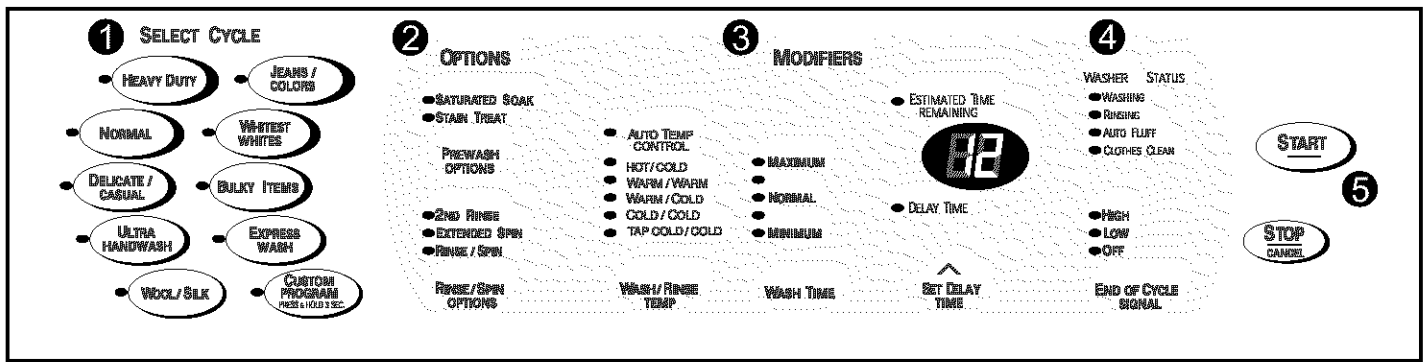 1 SELECT CYCLE
HEAVY DUTY
JEANS /
COLORS
NORMAL
WHITEST
WHITES
DELICATE /
CASUAL
BULKY ITEMS
ULTRA
HANDWASH
EXPRESS
WASH
WOOL / SILK
CUSTOM
PROGRAM
PRESS & HOLD 3 SEC.
2 OPTIONS
SATURATED SOAK
STAIN TREAT
PREWASH
OPTIONS
2ND RINSE
EXTENDED SPIN
RINSE / SPIN
RINSE/SPIN
OPTIONS
3 MODIFIERS
AUTO TEMP
CONTROL
HOT / COLD
WARM / WARM
WARM / COLD
COLD / COLD
TAP COLD / COLD
WASH / RINSE
TEMP
MAXIMUM
NORMAL
MINIMUM
WASH TIME
ESTIMATED TIME
REMAINING
12
DELAY TIME
SET DELAY
TIME
4
WASHER STATUS
WASHING
RINSING
AUTO FLUFF
CLOTHES CLEAN
HIGH
LOW
OFF
END OF CYCLE
SIGNAL
START
5
STOP
CANCEL